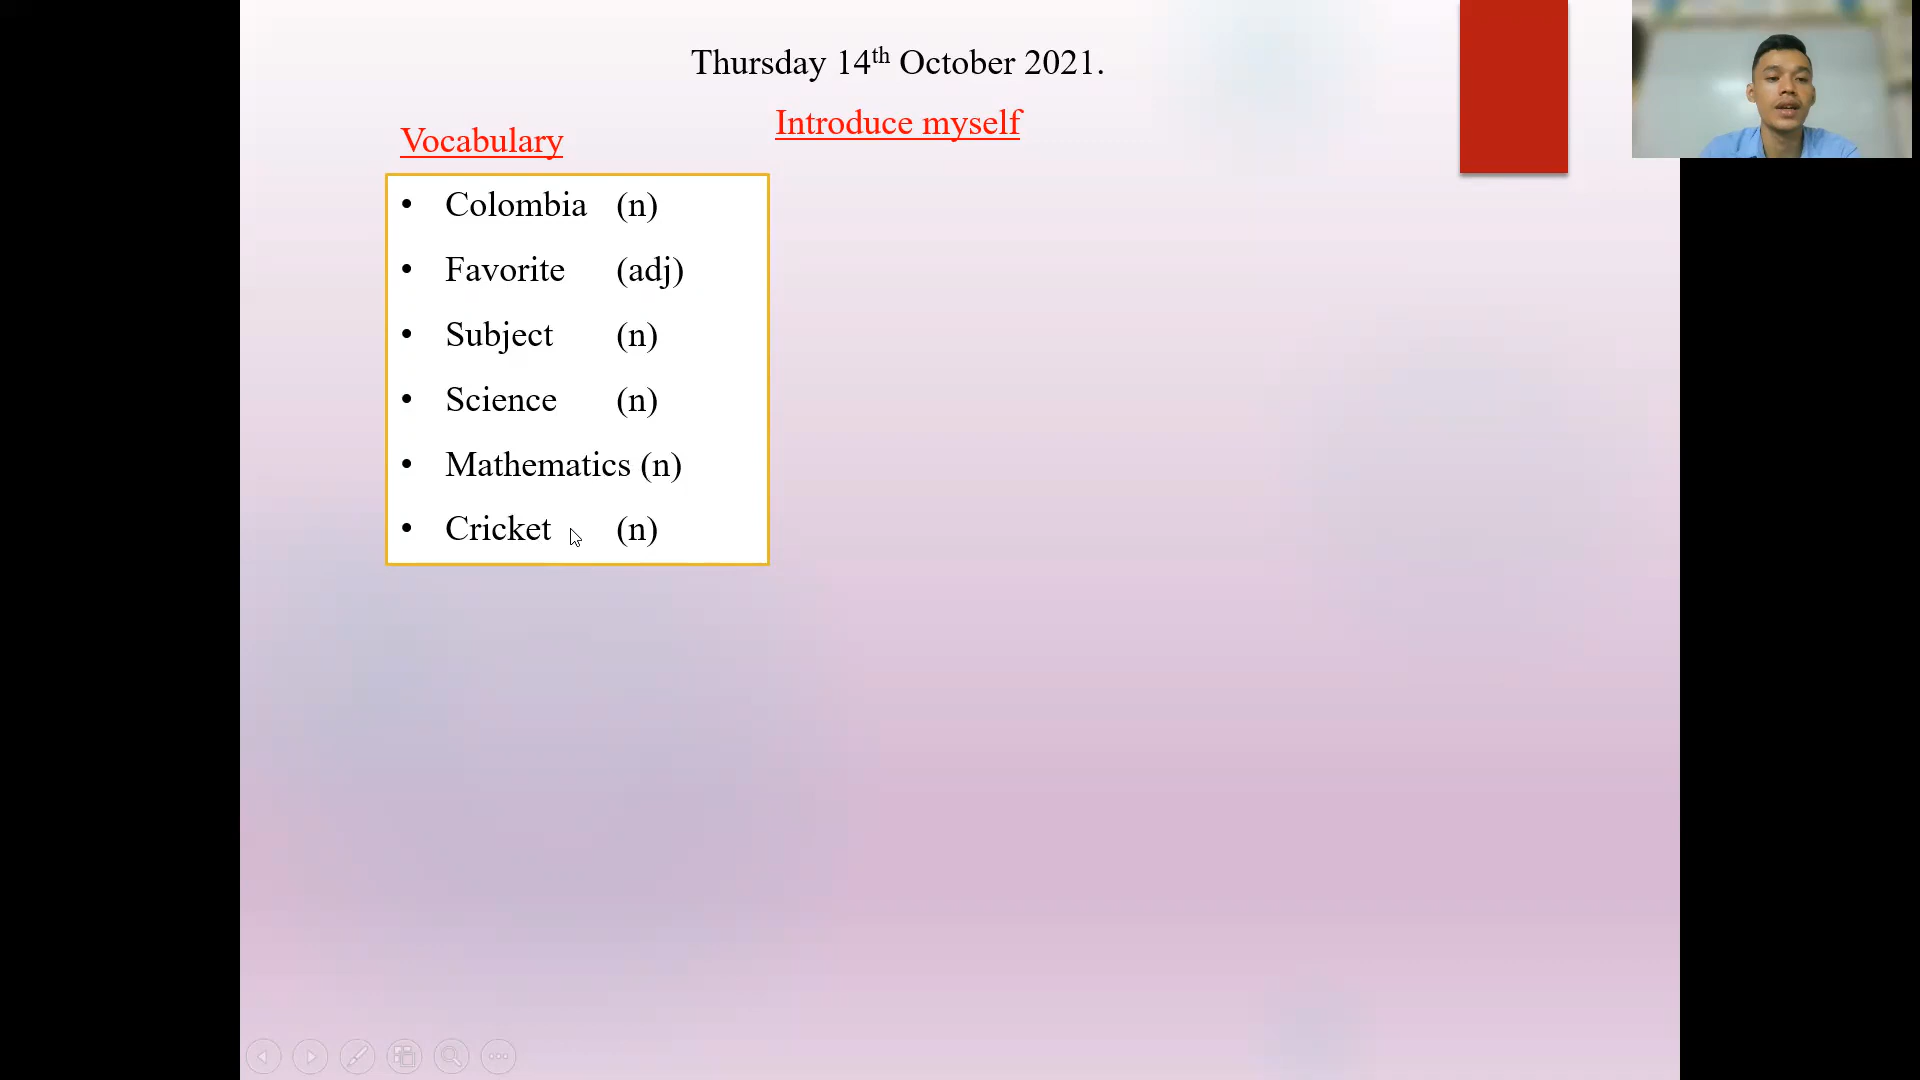 Thursday 14th October 2021.
Introduce myself
Vocabulary
• Colombia (n)
• Favorite (adj)
• Subject (n)
• Science (n)
• Mathematics (n)
• Cricket (n)